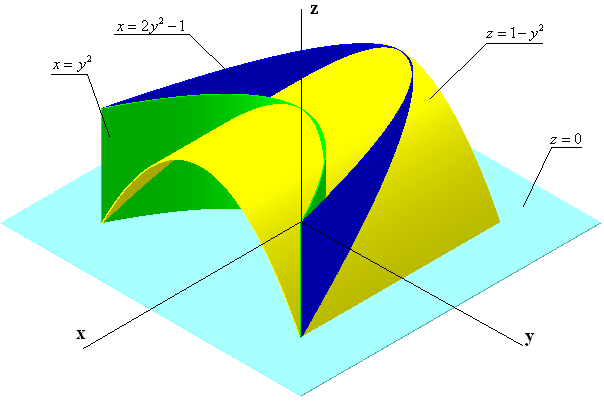 z
x = 2y² − 1
z = 1 − y²
x = y²
z = 0
x
y